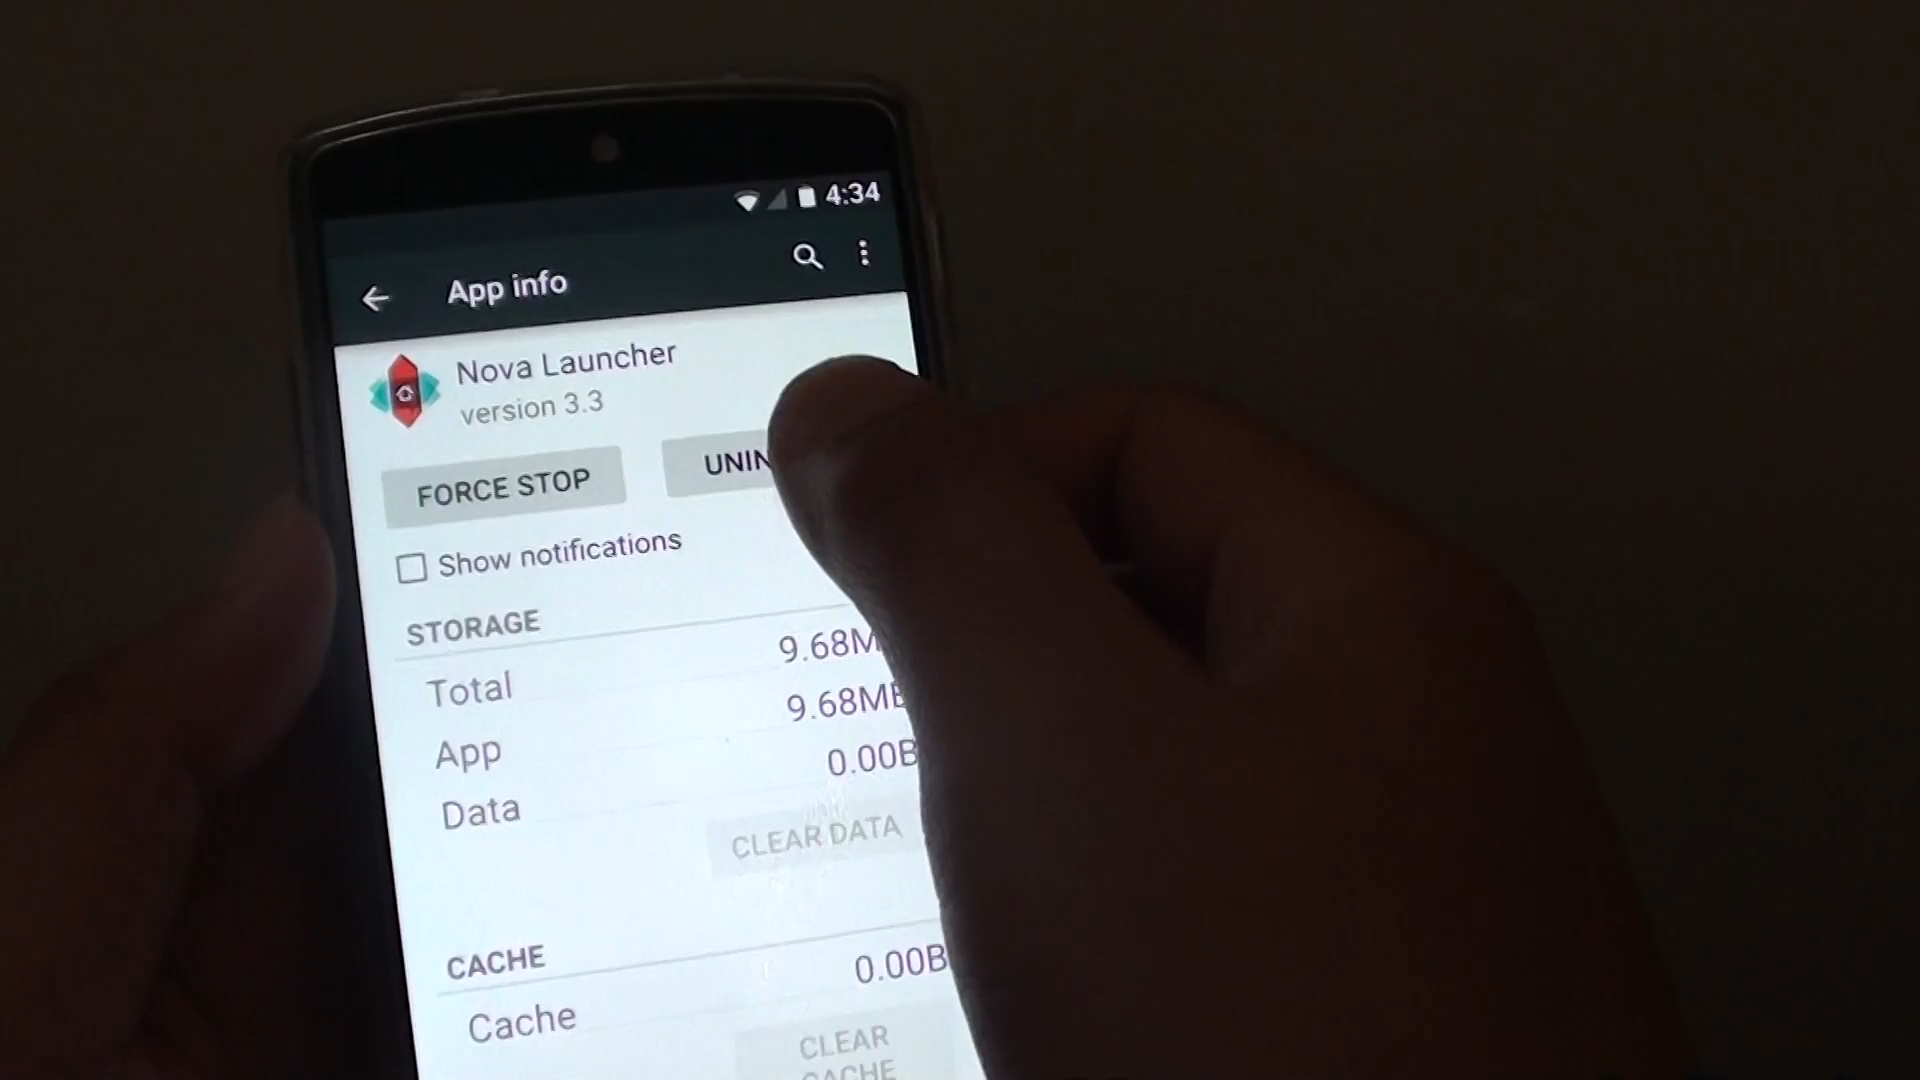 4:34
App info
Nova Launcher
version 3.3
FORCE STOP
Show notifications
STORAGE
Total 9.68M
App 9.68MB
Data 0.00B
CLEAR DATA
CACHE
Cache 0.00B
CLEAR
CACHE